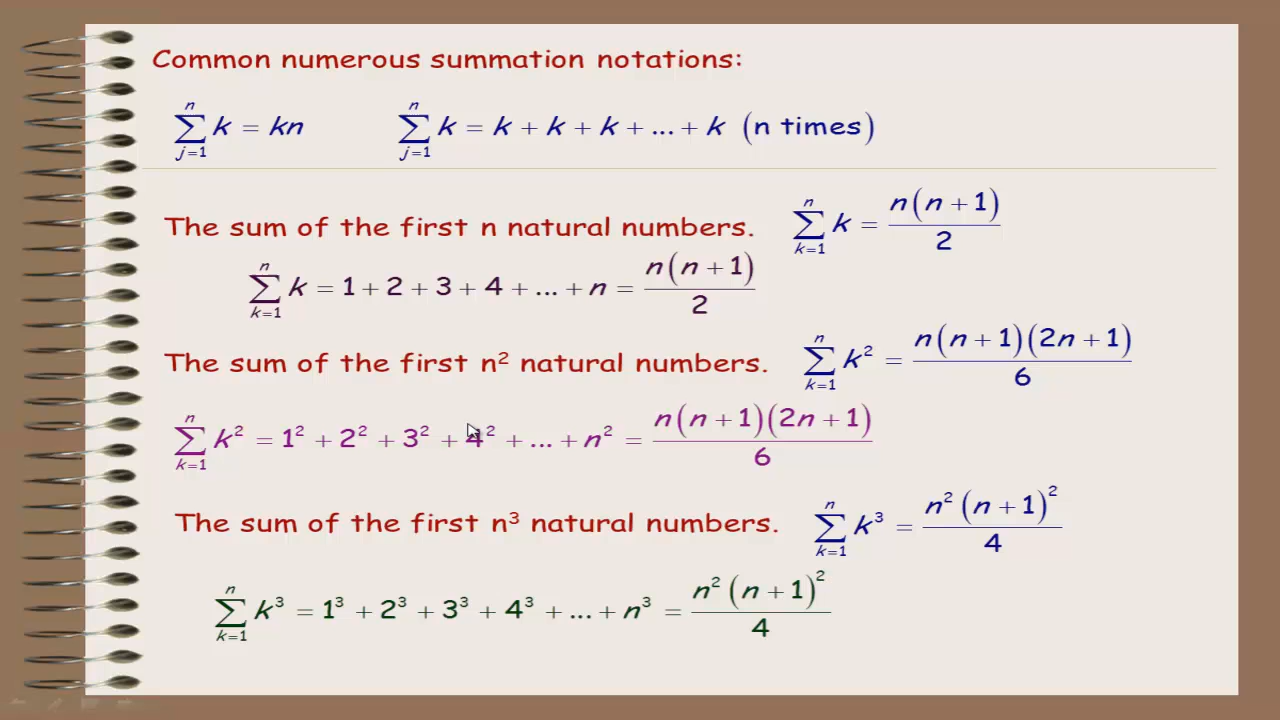 Common numerous summation notations:
∑_{j=1}^{n} k = kn    ∑_{j=1}^{n} k = k + k + k + ... + k (n times)
The sum of the first n natural numbers. ∑_{k=1}^{n} k = n(n + 1)/2
∑_{k=1}^{n} k = 1 + 2 + 3 + 4 + ... + n = n(n + 1)/2
The sum of the first n² natural numbers. ∑_{k=1}^{n} k² = n(n + 1)(2n + 1)/6
∑_{k=1}^{n} k² = 1² + 2² + 3² + 4² + ... + n² = n(n + 1)(2n + 1)/6
The sum of the first n³ natural numbers. ∑_{k=1}^{n} k³ = n²(n + 1)²/4
∑_{k=1}^{n} k³ = 1³ + 2³ + 3³ + 4³ + ... + n³ = n²(n + 1)²/4